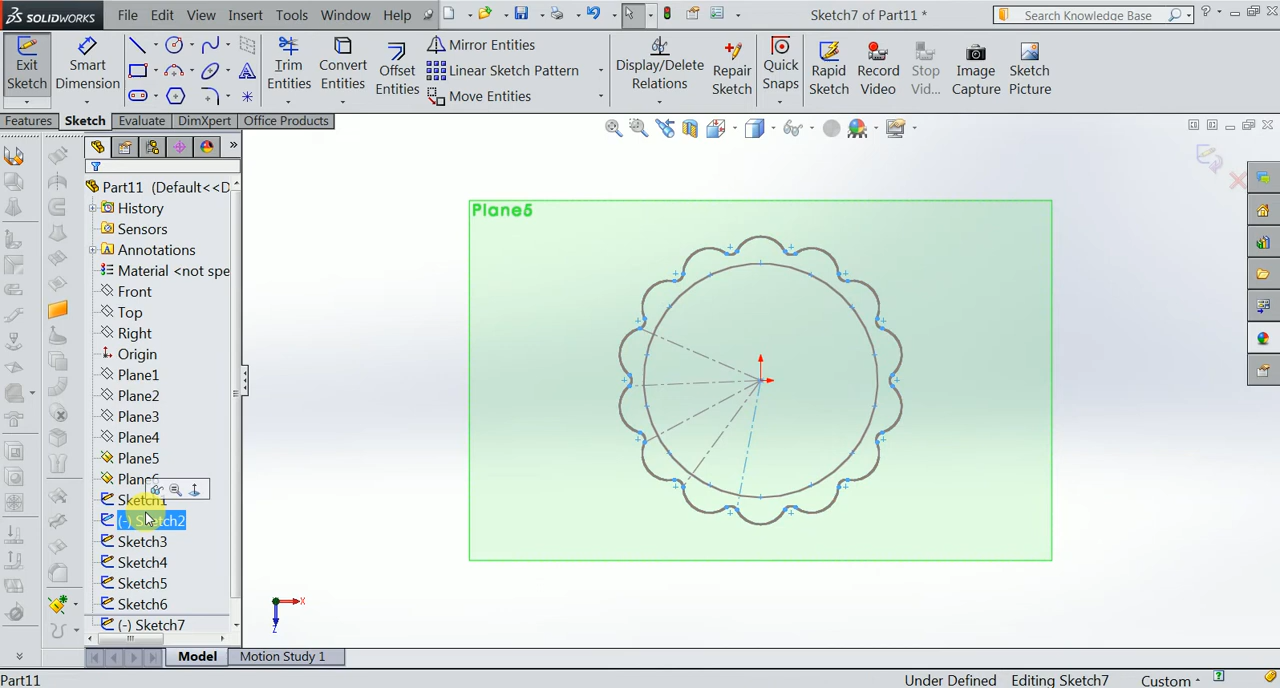 SOLIDWORKS File Edit View Insert Tools Window Help Sketch7 of Part11 * Search Knowledge Base ?
Exit Sketch
Smart Dimension
Trim Entities
Convert Entities
Offset Entities
Mirror Entities
Linear Sketch Pattern
Move Entities
Display/Delete Relations
Repair Sketch
Quick Snaps
Rapid Sketch
Record Video
Stop Vid...
Image Capture
Sketch Picture
Features Sketch Evaluate DimXpert Office Products
Part11 (Default<<D
History
Sensors
Annotations
Material <not spe
Front
Top
Right
Origin
Plane1
Plane2
Plane3
Plane4
Plane5
Sketch1
(-) Sketch2
Sketch3
Sketch4
Sketch5
Sketch6
(-) Sketch7
Plane5
X
Z
Model Motion Study 1
Part11 Under Defined Editing Sketch7 Custom